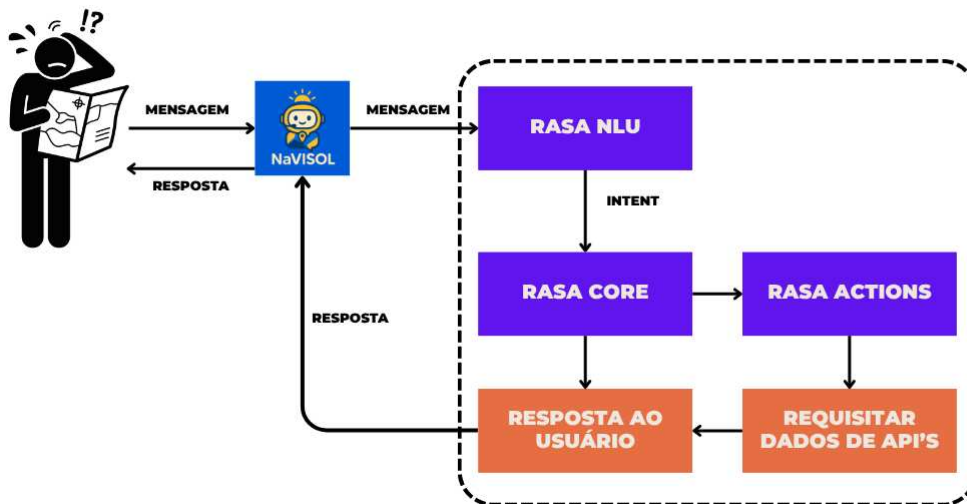 !?
MENSAGEM
MENSAGEM
RASA NLU
NaVISOL
RESPOSTA
INTENT
RASA CORE
RASA ACTIONS
RESPOSTA
RESPOSTA AO
USUÁRIO
REQUISITAR
DADOS DE API'S